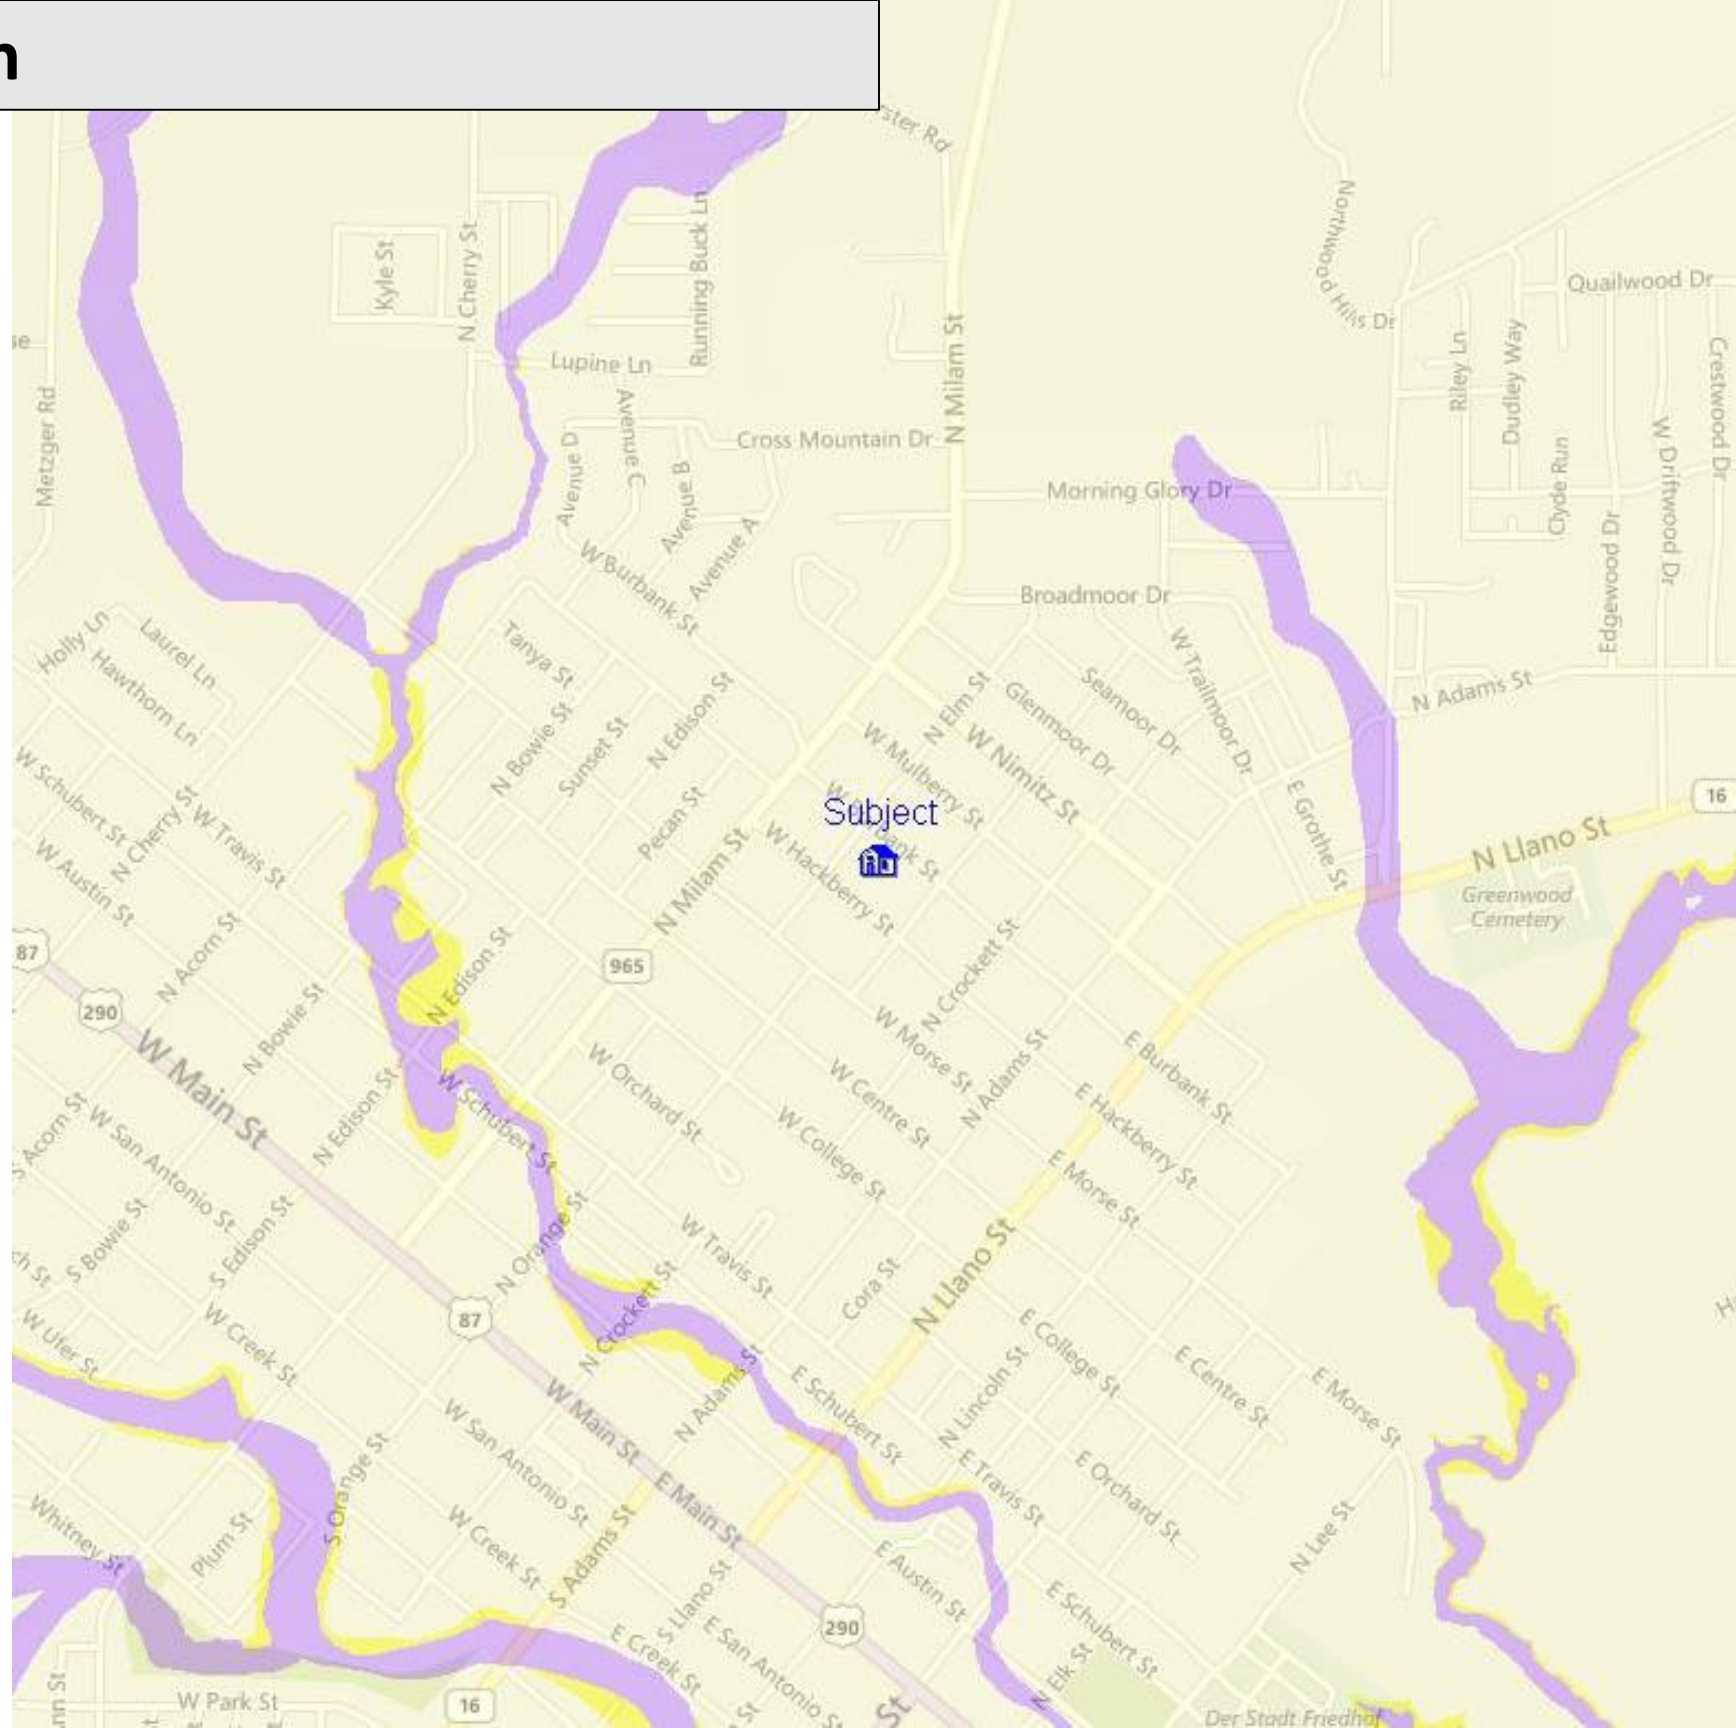 Kyle St
N Cherry St
Running Buck Ln
Lupine Ln
Metzger Rd
Avenue D
Avenue C
Avenue B
Avenue A
Cross Mountain Dr
N Milam St
Northwood Hills Dr
Quailwood Dr
Riley Ln
Dudley Way
Crestwood Dr
W Driftwood Dr
Clyde Run
Edgewood Dr
Morning Glory Dr
Broadmoor Dr
W Burbank St
Tanya St
Holly Ln
Laurel Ln
Hawthorn Ln
N Bowie St
Sunset St
N Edison St
Pecan St
N Elm St
Glenmoor Dr
Seamoor Dr
W Trailmoor Dr
N Adams St
W Mulberry St
W Nimitz St
E Grothe St
16
N Llano St
Greenwood
Cemetery
Subject
W Hackberry St
N Milam St
W Schubert St
N Cherry St
W Travis St
W Austin St
N Acorn St
87
290
W Main St
N Bowie St
N Edison St
965
N Crockett St
W Morse St
N Adams St
E Burbank St
E Hackberry St
W Orchard St
W Centre St
W College St
E Morse St
W Schubert St
N Edison St
S Acorn St
W San Antonio St
S Bowie St
S Edison St
N Orange St
W Travis St
Cora St
N Llano St
N Crockett St
87
W Ufer St
W Creek St
E College St
E Centre St
E Morse St
N Lincoln St
E Schubert St
N Adams St
W Main St
E Main St
W San Antonio St
E Travis St
E Orchard St
S Orange St
Whitney St
Plum St
W Creek St
S Adams St
S Llano St
E Austin St
N Lee St
E Schubert St
290
E Creek St
E San Antonio St
N Elk St
W Park St
16
St
Der Stadt Friedhof